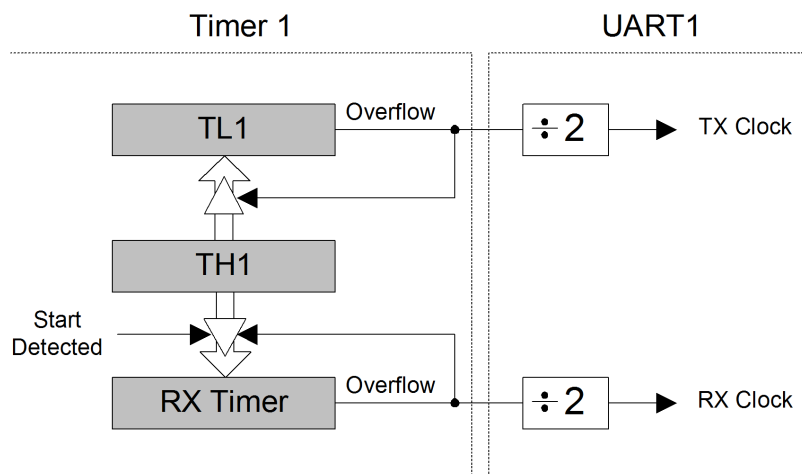 Timer 1
UART1
TL1
Overflow
÷2
TX Clock
TH1
Start
Detected
RX Timer
Overflow
÷2
RX Clock